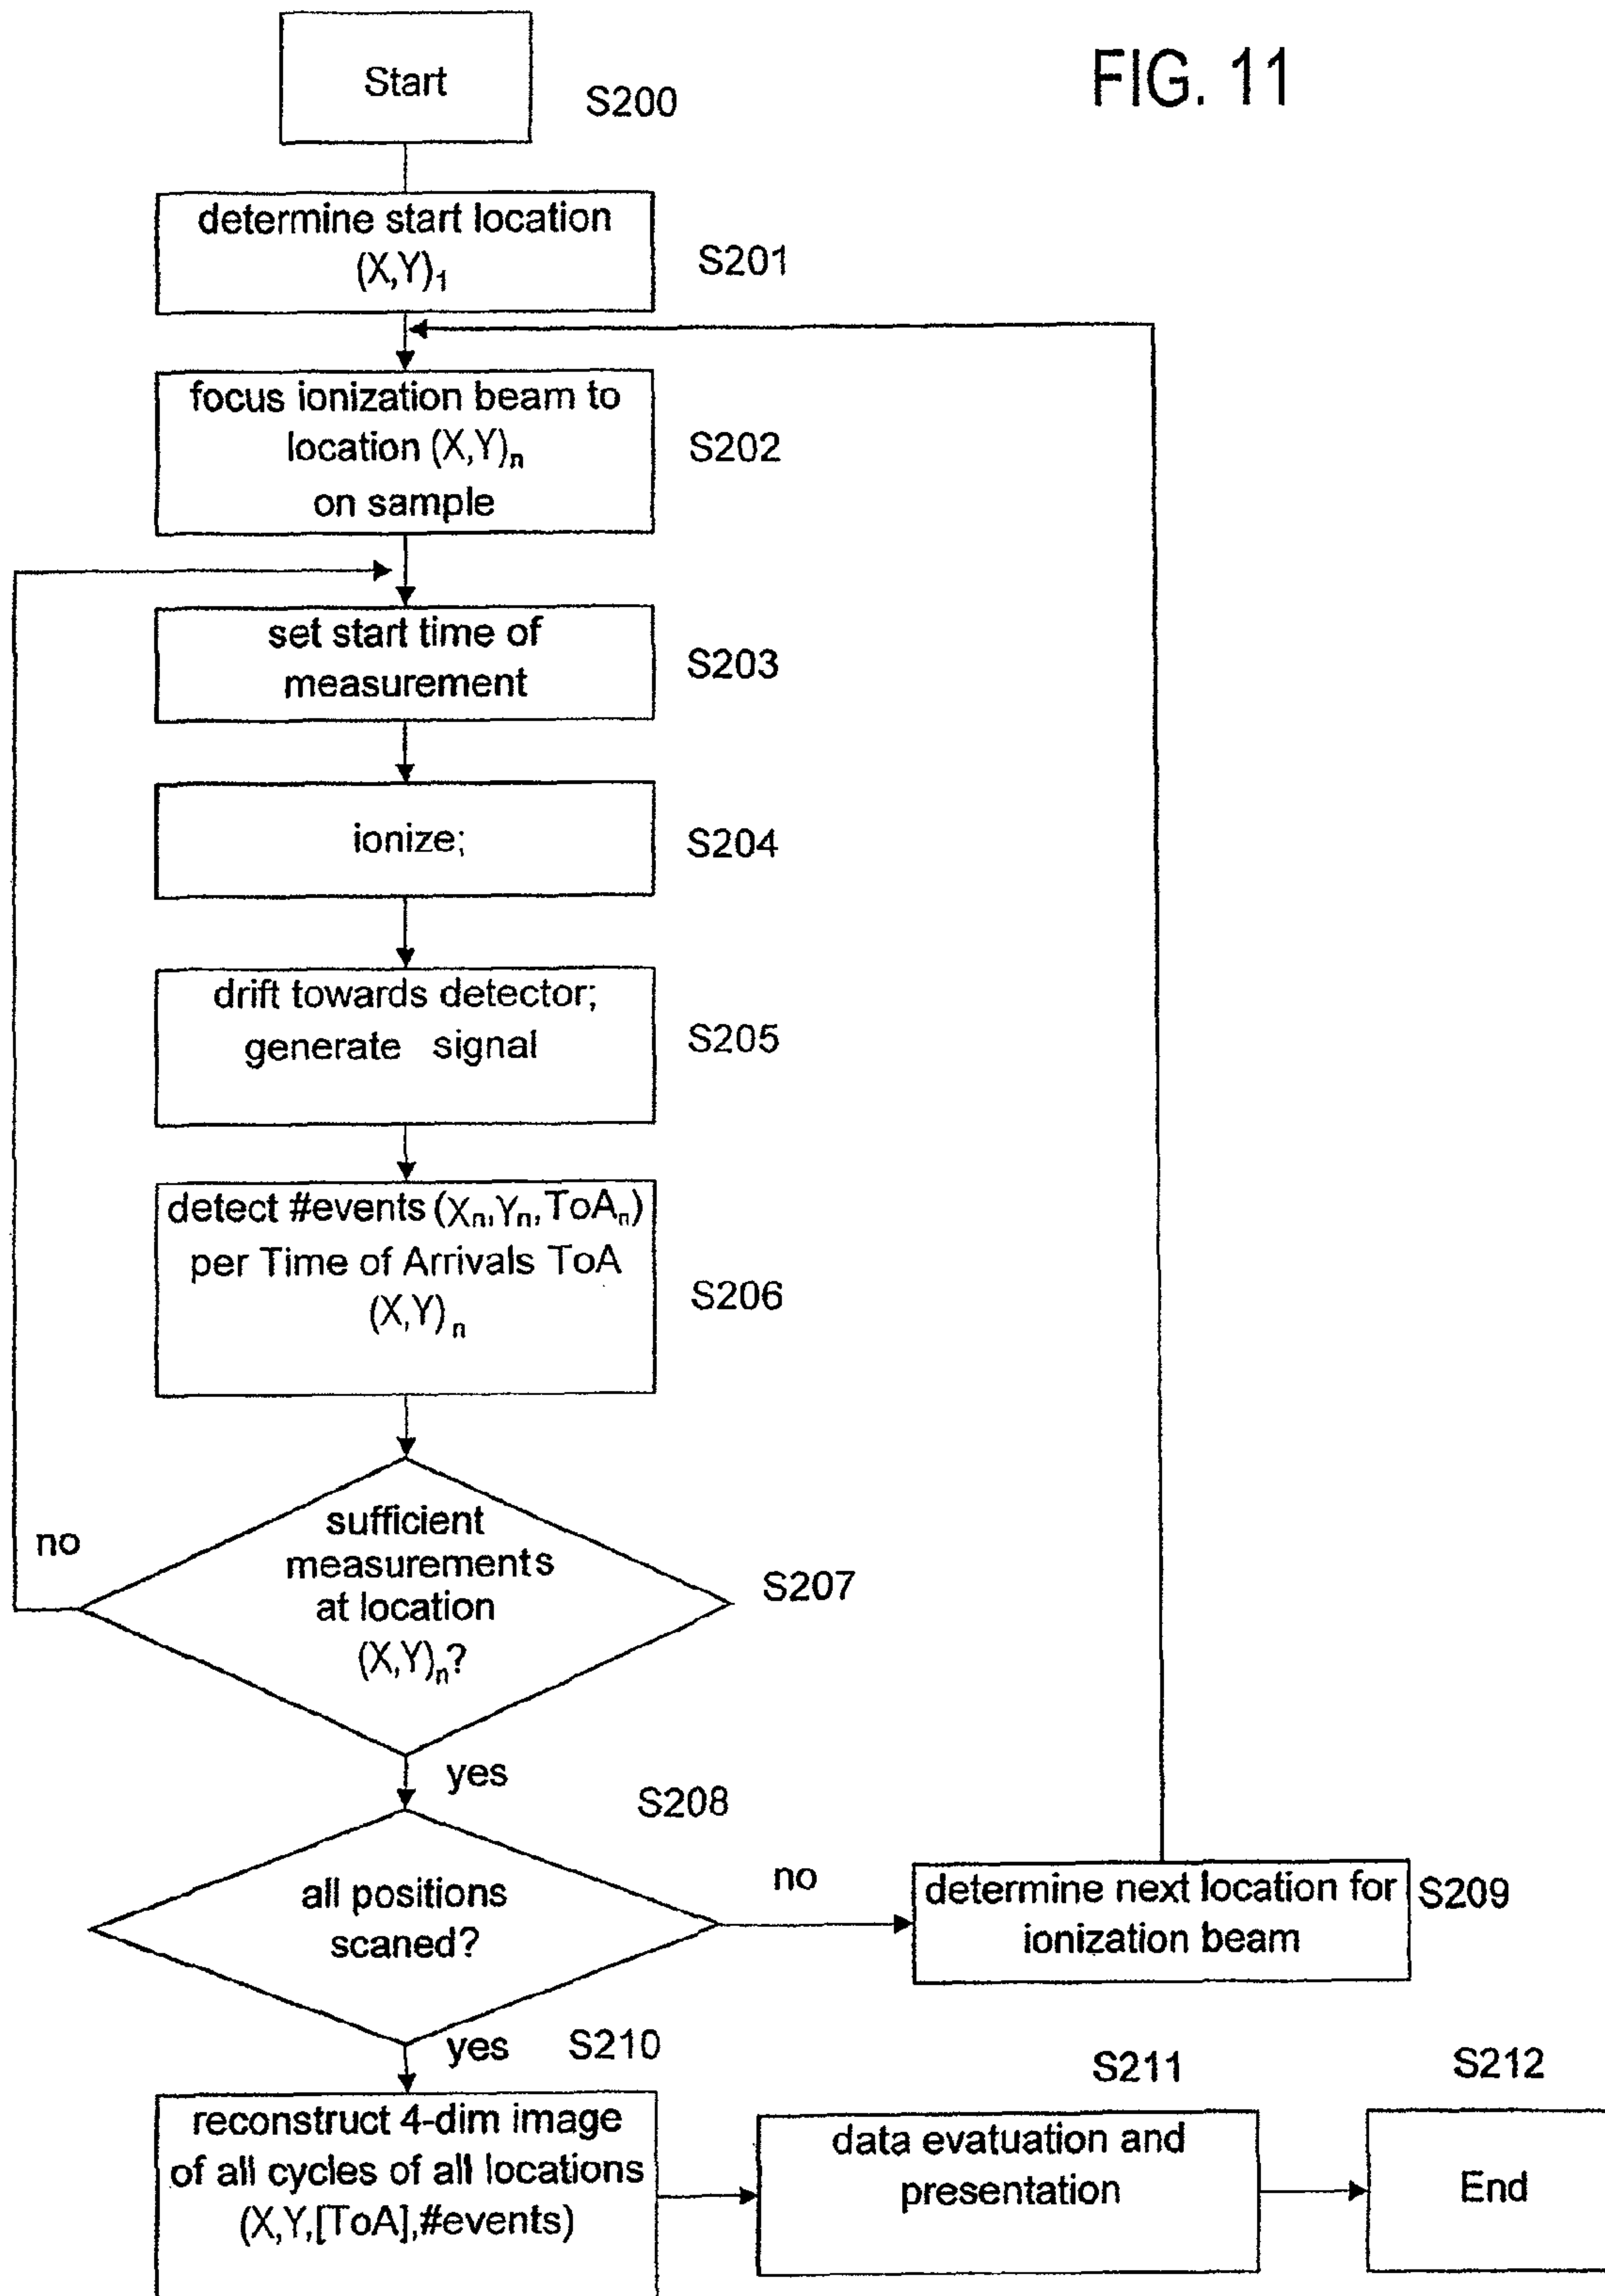 FIG. 11
Start
S200
determine start location
(X,Y)1
S201
focus ionization beam to
location (X,Y)n
on sample
S202
set start time of
measurement
S203
ionize;
S204
drift towards detector;
generate signal
S205
detect #events (Xn,Yn,ToAn)
per Time of Arrivals ToA
(X,Y) n
S206
sufficient
measurements
at location
(X,Y)n?
S207
no
yes
S208
all positions
scaned?
no
determine next location for
ionization beam
S209
yes
S210
reconstruct 4-dim image
of all cycles of all locations
(X,Y,[ToA],#events)
S211
data evatuation and
presentation
S212
End